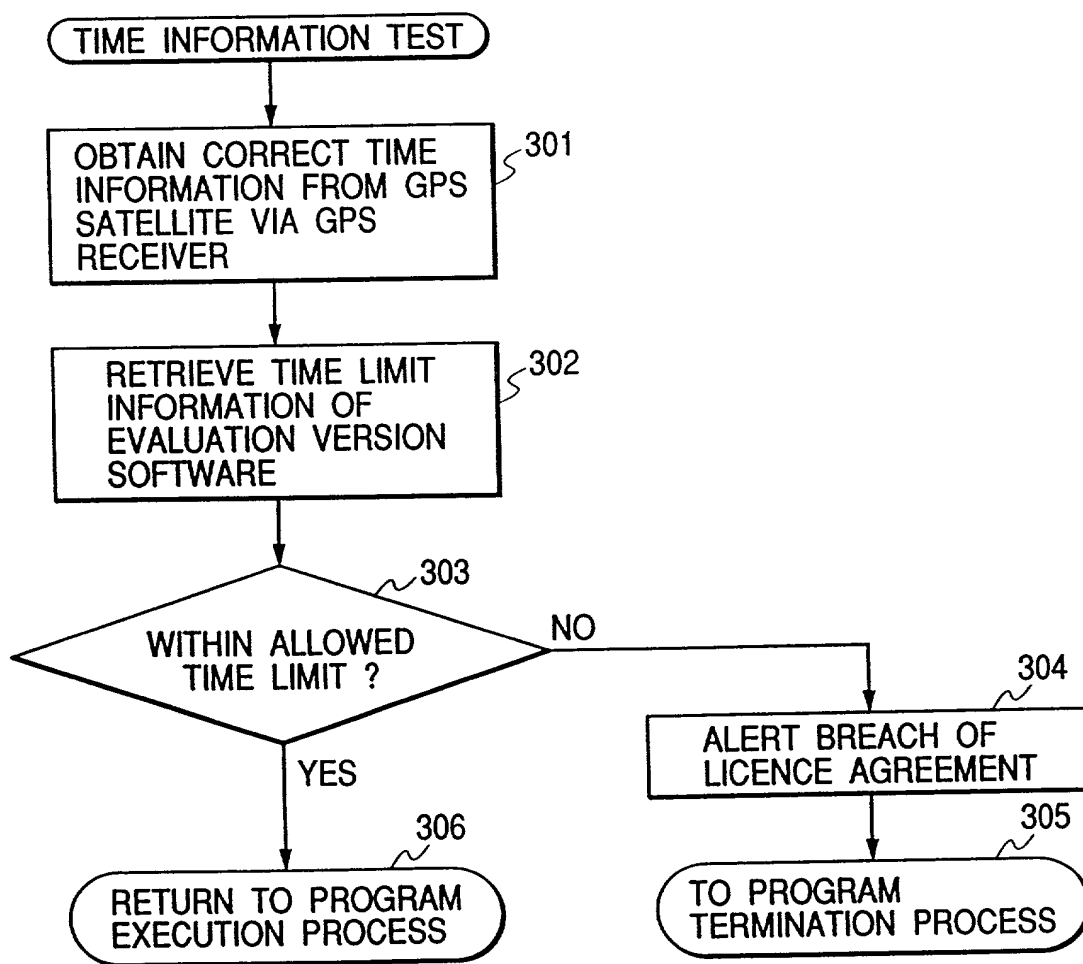 TIME INFORMATION TEST
301
OBTAIN CORRECT TIME
INFORMATION FROM GPS
SATELLITE VIA GPS
RECEIVER
302
RETRIEVE TIME LIMIT
INFORMATION OF
EVALUATION VERSION
SOFTWARE
303
WITHIN ALLOWED
TIME LIMIT ?
NO
304
ALERT BREACH OF
LICENCE AGREEMENT
YES
305
TO PROGRAM
TERMINATION PROCESS
306
RETURN TO PROGRAM
EXECUTION PROCESS